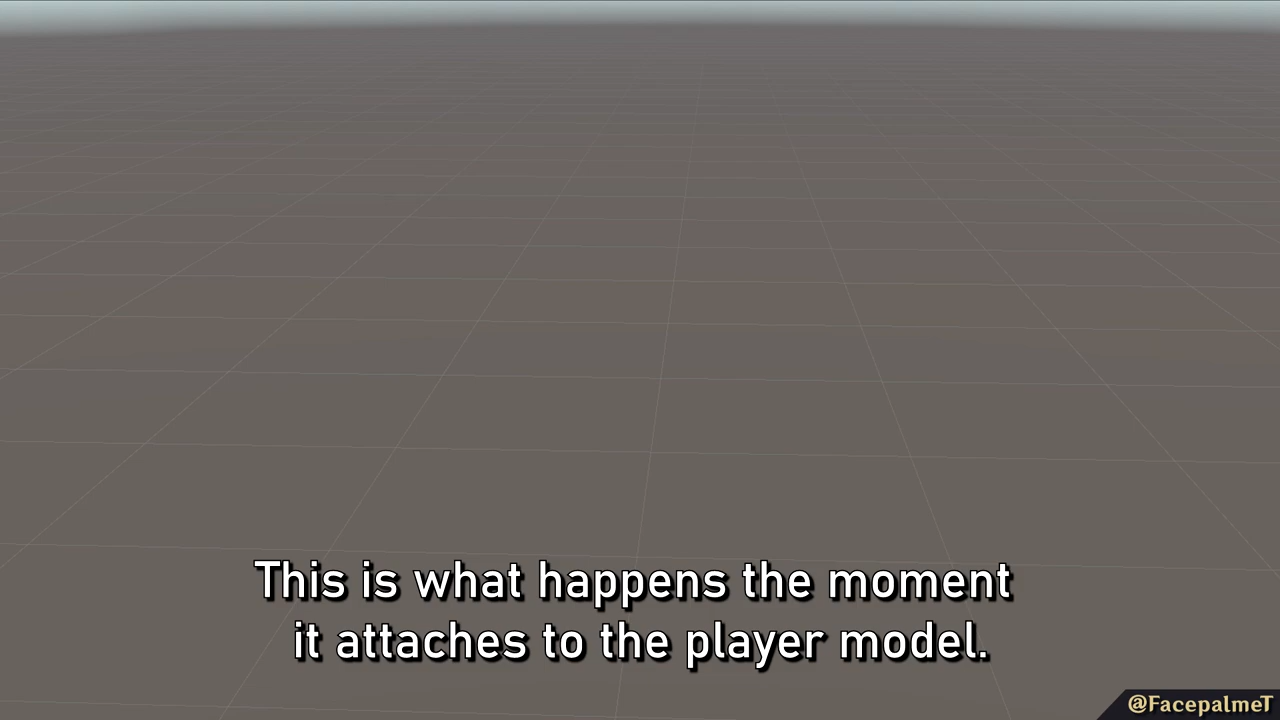 This is what happens the moment
it attaches to the player model.
@FacepalmeT